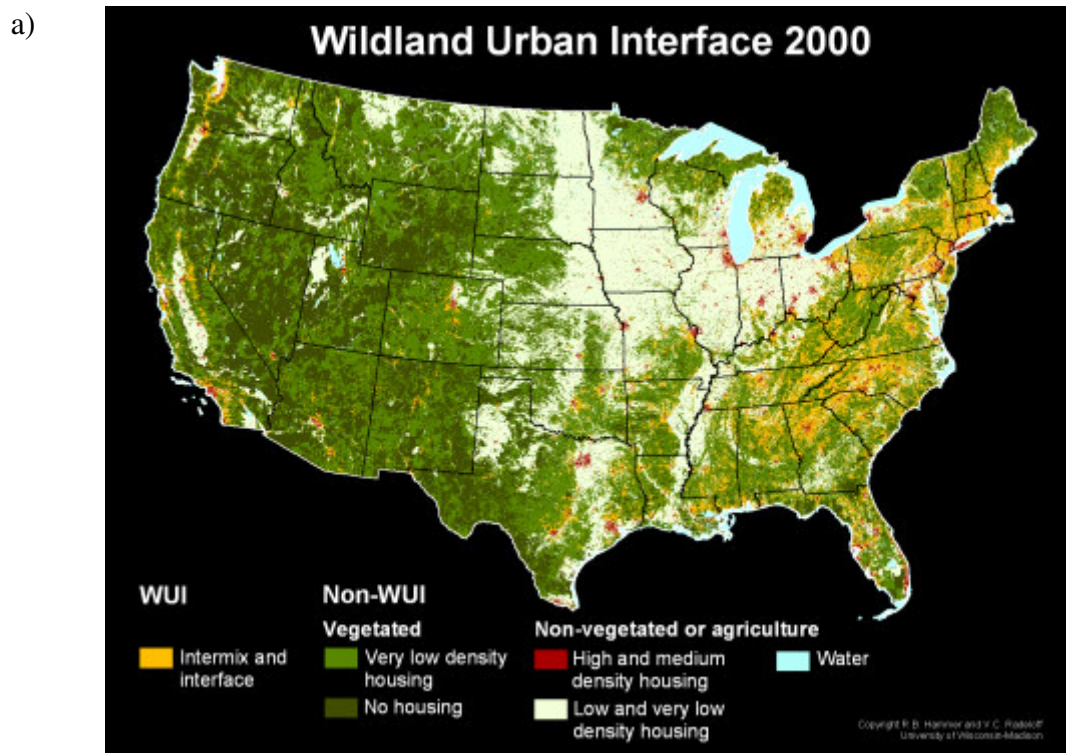 a)
Wildland Urban Interface 2000
WUI
Intermix and
interface
Non-WUI
Vegetated
Very low density
housing
No housing
Non-vegetated or agriculture
High and medium
density housing
Low and very low
density housing
Water
Copyright R.B. Hammer and V.C. Radeloff
University of Wisconsin-Madison